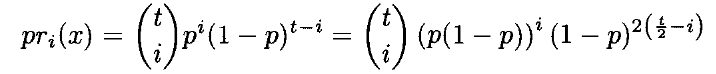 $pr_i(x) = \binom{t}{i} p^i (1-p)^{t-i} = \binom{t}{i} (p(1-p))^i (1-p)^{2(\frac{t}{2}-i)}$